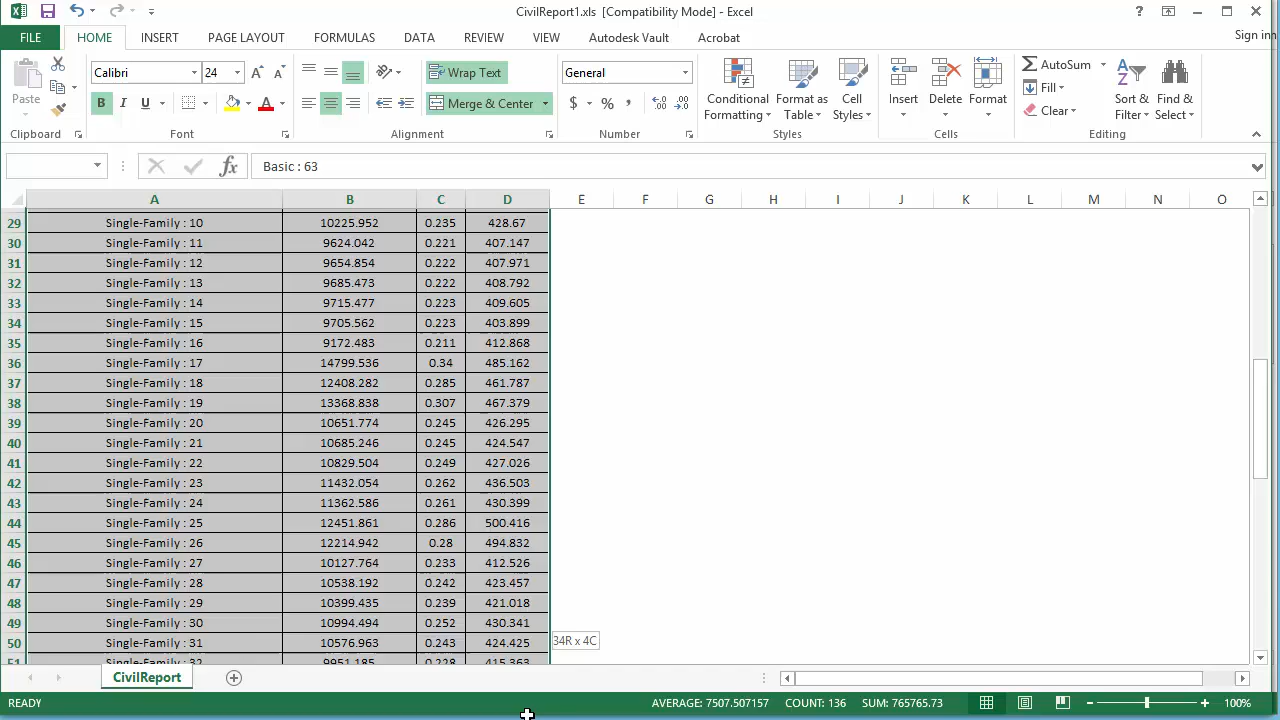 CivilReport1.xls [Compatibility Mode] - Excel
?
Sign in
FILE HOME INSERT PAGE LAYOUT FORMULAS DATA REVIEW VIEW Autodesk Vault Acrobat
Paste
Calibri 24
B I U
Wrap Text
Merge & Center
General
$ % ,
Conditional Formatting
Format as Table
Cell Styles
Insert Delete Format
AutoSum
Fill
Clear
Sort & Filter
Find & Select
Clipboard Font Alignment Number Styles Cells Editing
fx Basic : 63
A B C D E F G H I J K L M N O
29 Single-Family : 10 10225.952 0.235 428.67
30 Single-Family : 11 9624.042 0.221 407.147
31 Single-Family : 12 9654.854 0.222 407.971
32 Single-Family : 13 9685.473 0.222 408.792
33 Single-Family : 14 9715.477 0.223 409.605
34 Single-Family : 15 9705.562 0.223 403.899
35 Single-Family : 16 9172.483 0.211 412.868
36 Single-Family : 17 14799.536 0.34 485.162
37 Single-Family : 18 12408.282 0.285 461.787
38 Single-Family : 19 13368.838 0.307 467.379
39 Single-Family : 20 10651.774 0.245 426.295
40 Single-Family : 21 10685.246 0.245 424.547
41 Single-Family : 22 10829.504 0.249 427.026
42 Single-Family : 23 11432.054 0.262 436.503
43 Single-Family : 24 11362.586 0.261 430.399
44 Single-Family : 25 12451.861 0.286 500.416
45 Single-Family : 26 12214.942 0.28 494.832
46 Single-Family : 27 10127.764 0.233 412.526
47 Single-Family : 28 10538.192 0.242 423.457
48 Single-Family : 29 10399.435 0.239 421.018
49 Single-Family : 30 10994.494 0.252 430.341
50 Single-Family : 31 10576.963 0.243 424.425
51 Single-Family : 32 9951.185 0.228 415.363
34R x 4C
CivilReport
READY AVERAGE: 7507.507157 COUNT: 136 SUM: 765765.73 100%